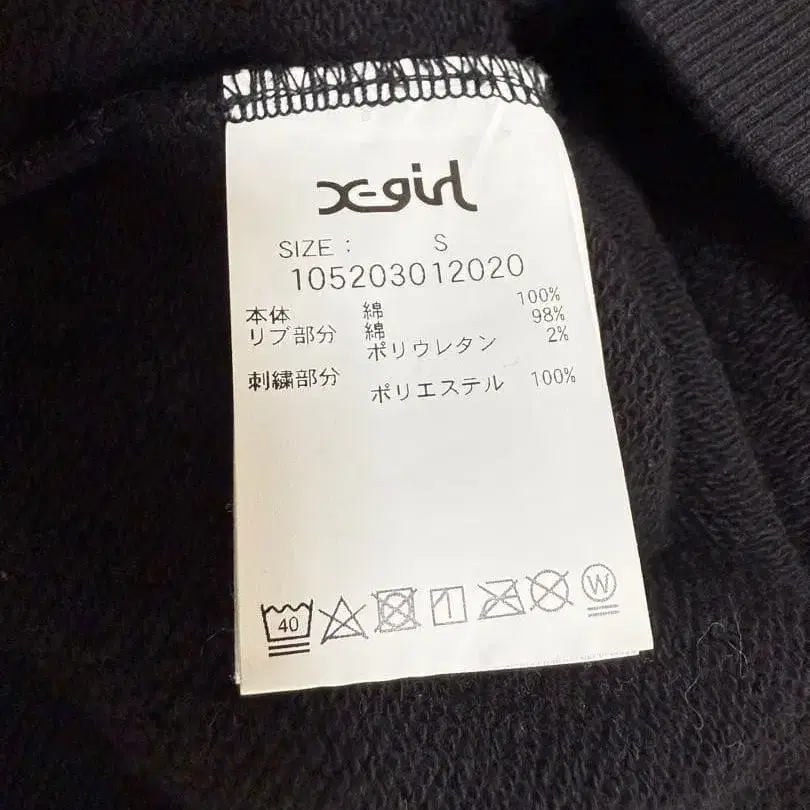 X-girl
SIZE : S
105203012020
本体 綿 100%
リブ部分 綿 98%
ポリウレタン 2%
刺繍部分 ポリエステル 100%
40 W